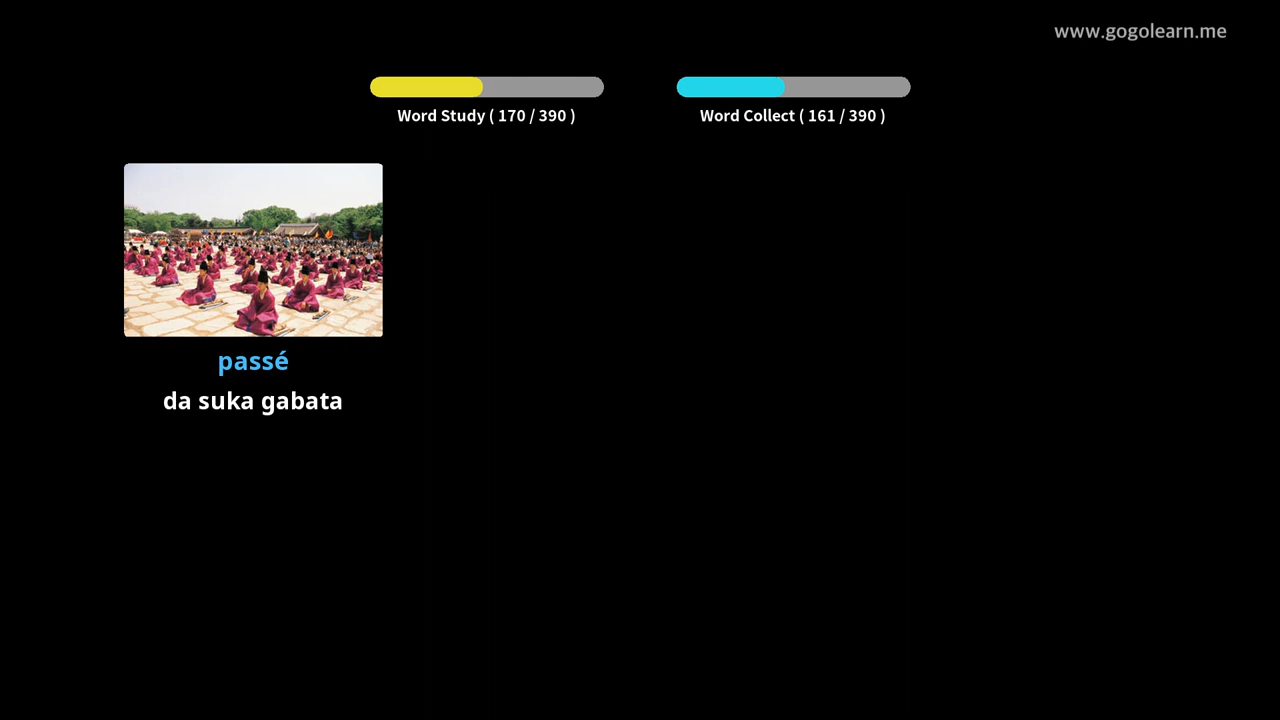 www.gogolearn.me
Word Study ( 170 / 390 )
Word Collect ( 161 / 390 )
passé
da suka gabata